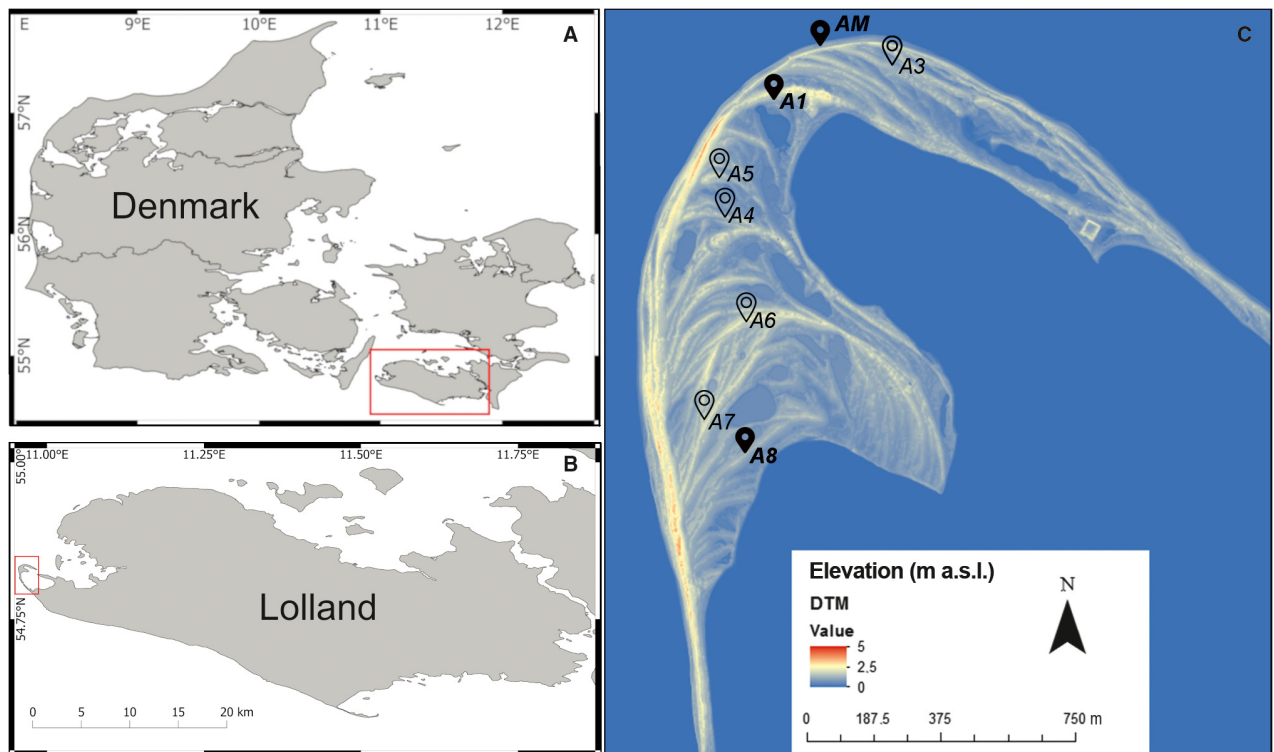 E
9°E
10°E
11°E
12°E
A
57°N
56°N
55°N
Denmark
11.00°E
11.25°E
11.50°E
11.75°E
B
55.00°
54.75°N
Lolland
0 5 10 15 20 km
C
AM
A3
A1
A5
A4
A6
A7
A8
Elevation (m a.s.l.)
DTM
Value
5
2.5
0
N
0 187.5 375 750 m